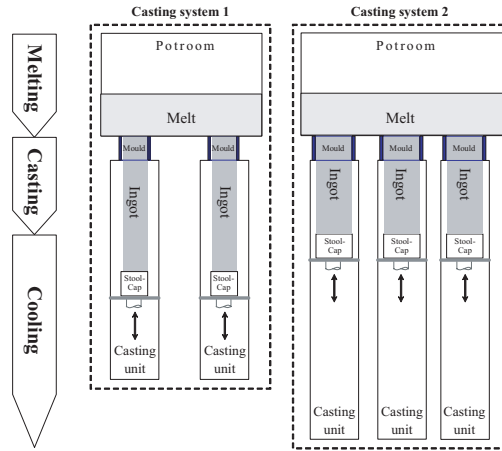 Casting system 1
Casting system 2
Melting
Casting
Cooling
Potroom
Melt
Mould
Mould
Ingot
Ingot
Stool-
Cap
Stool-
Cap
Casting
unit
Casting
unit
Potroom
Melt
Mould
Mould
Mould
Ingot
Ingot
Ingot
Stool-
Cap
Stool-
Cap
Stool-
Cap
Casting
unit
Casting
unit
Casting
unit